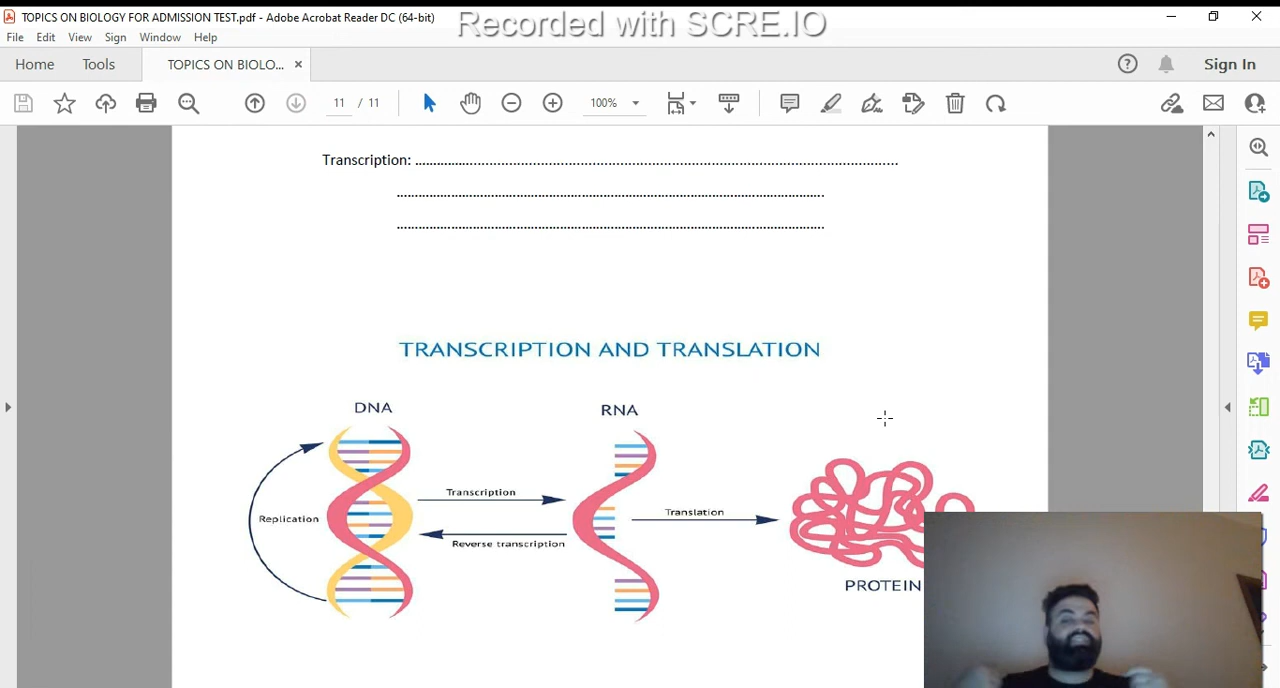 TOPICS ON BIOLOGY FOR ADMISSION TEST.pdf - Adobe Acrobat Reader DC (64-bit)
Recorded with SCRE.IO
File Edit View Sign Window Help
Home Tools TOPICS ON BIOLO... × Sign In
11 / 11 100%
Transcription: ................................................................................................
................................................................................................
................................................................................................
TRANSCRIPTION AND TRANSLATION
DNA RNA
Transcription
Translation
Replication
Reverse transcription
PROTEIN